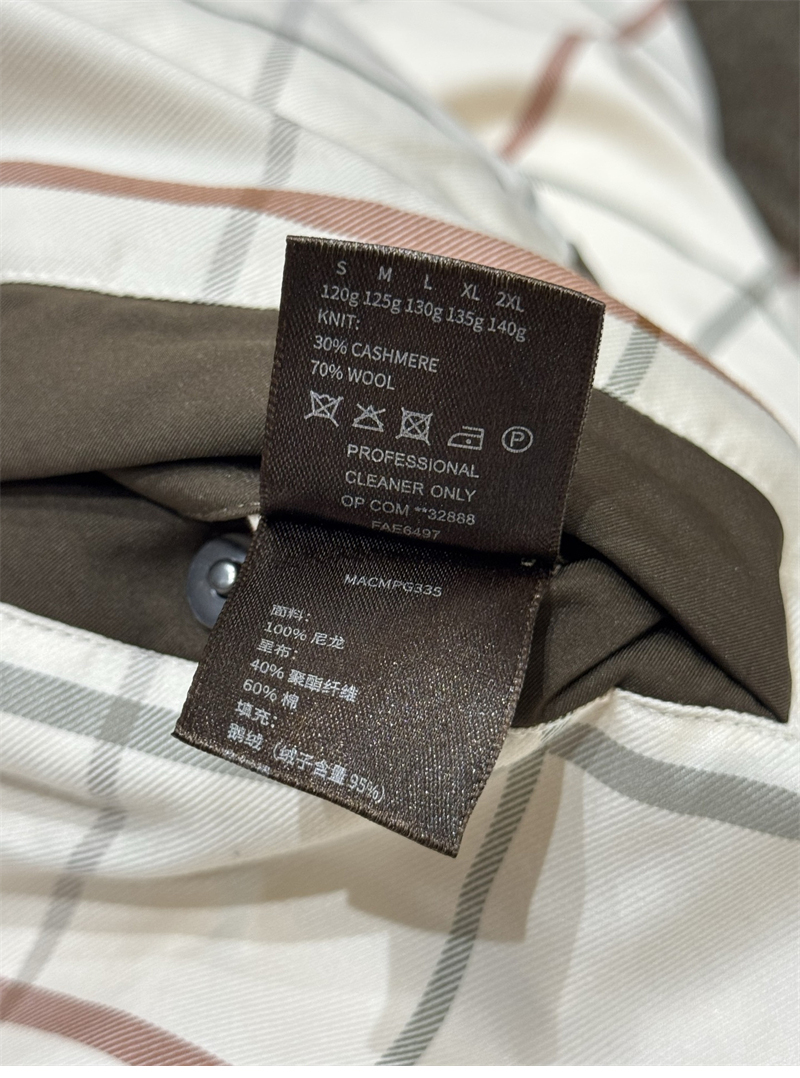 S M L XL 2XL
120g 125g 130g 135g 140g
KNIT:
30% CASHMERE
70% WOOL
P
PROFESSIONAL
CLEANER ONLY
OP COM **32888
FAE6497
MACMPG335
面料:
100% 尼龙
里布:
40% 聚酯纤维
60% 棉
填充:
鹅绒 (绒子含量 95%)